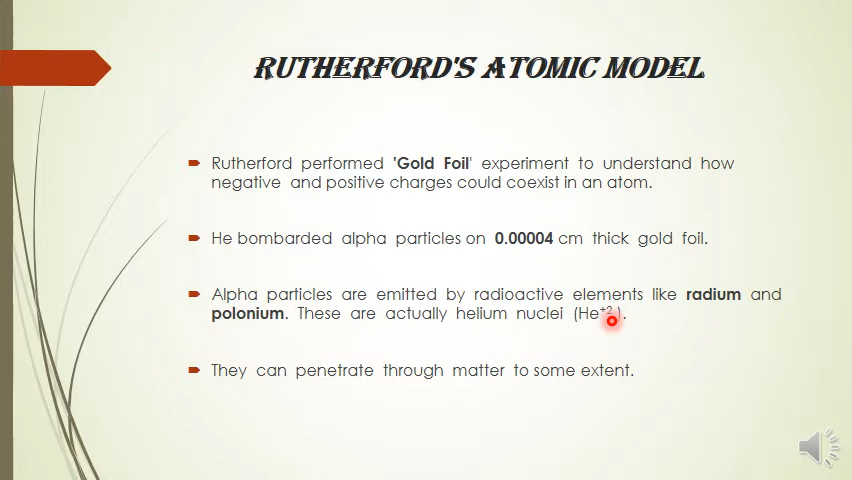 RUTHERFORD'S ATOMIC MODEL
Rutherford performed 'Gold Foil' experiment to understand how
negative and positive charges could coexist in an atom.
He bombarded alpha particles on 0.00004 cm thick gold foil.
Alpha particles are emitted by radioactive elements like radium and
polonium. These are actually helium nuclei (He⁺²).
They can penetrate through matter to some extent.